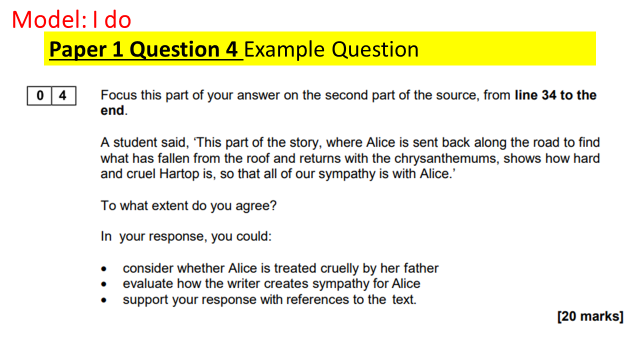 Model: I do
Paper 1 Question 4 Example Question
0 4 Focus this part of your answer on the second part of the source, from line 34 to the
end.
A student said, ‘This part of the story, where Alice is sent back along the road to find
what has fallen from the roof and returns with the chrysanthemums, shows how hard
and cruel Hartop is, so that all of our sympathy is with Alice.’
To what extent do you agree?
In your response, you could:
• consider whether Alice is treated cruelly by her father
• evaluate how the writer creates sympathy for Alice
• support your response with references to the text.
[20 marks]